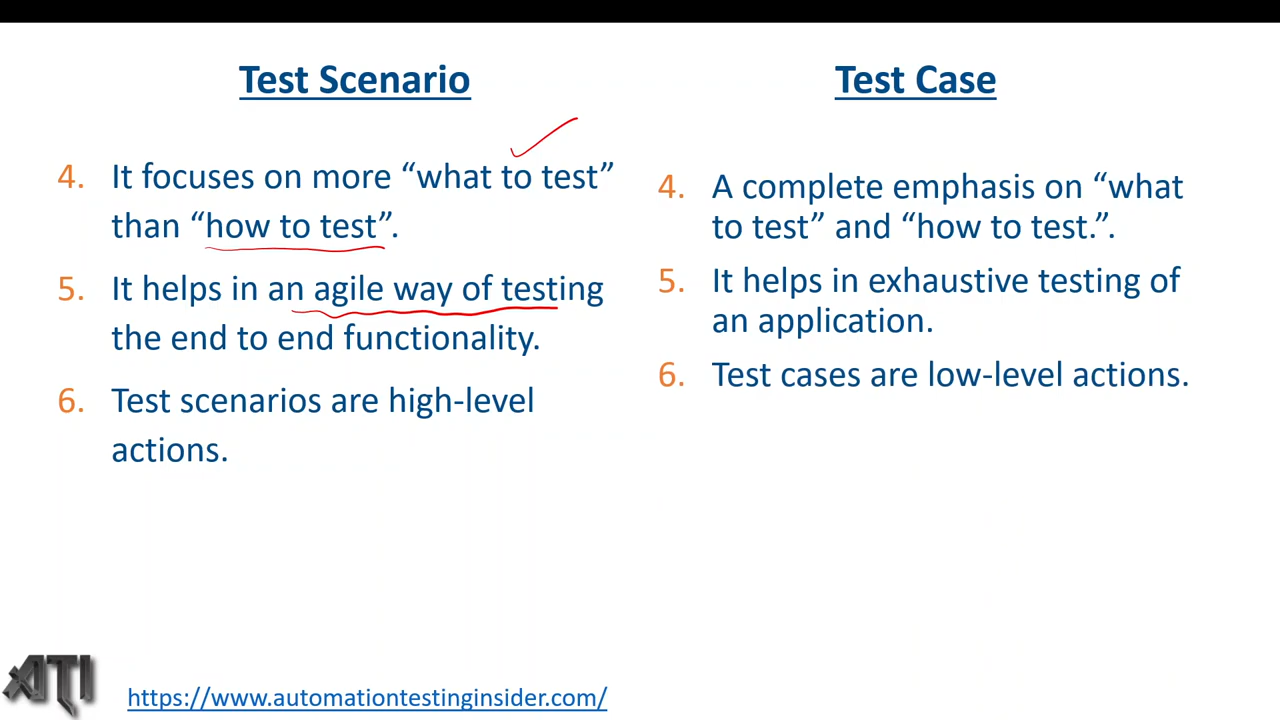 Test Scenario
4. It focuses on more “what to test”
than “how to test”.
5. It helps in an agile way of testing
the end to end functionality.
6. Test scenarios are high-level
actions.
Test Case
4. A complete emphasis on “what
to test” and “how to test.”.
5. It helps in exhaustive testing of
an application.
6. Test cases are low-level actions.
ATI
https://www.automationtestinginsider.com/